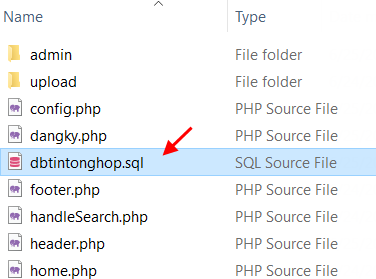 Name Type
admin File folder
upload File folder
config.php PHP Source File
dangky.php PHP Source File
dbtintonghop.sql SQL Source File
footer.php PHP Source File
handleSearch.php PHP Source File
header.php PHP Source File
home.php PHP Source File